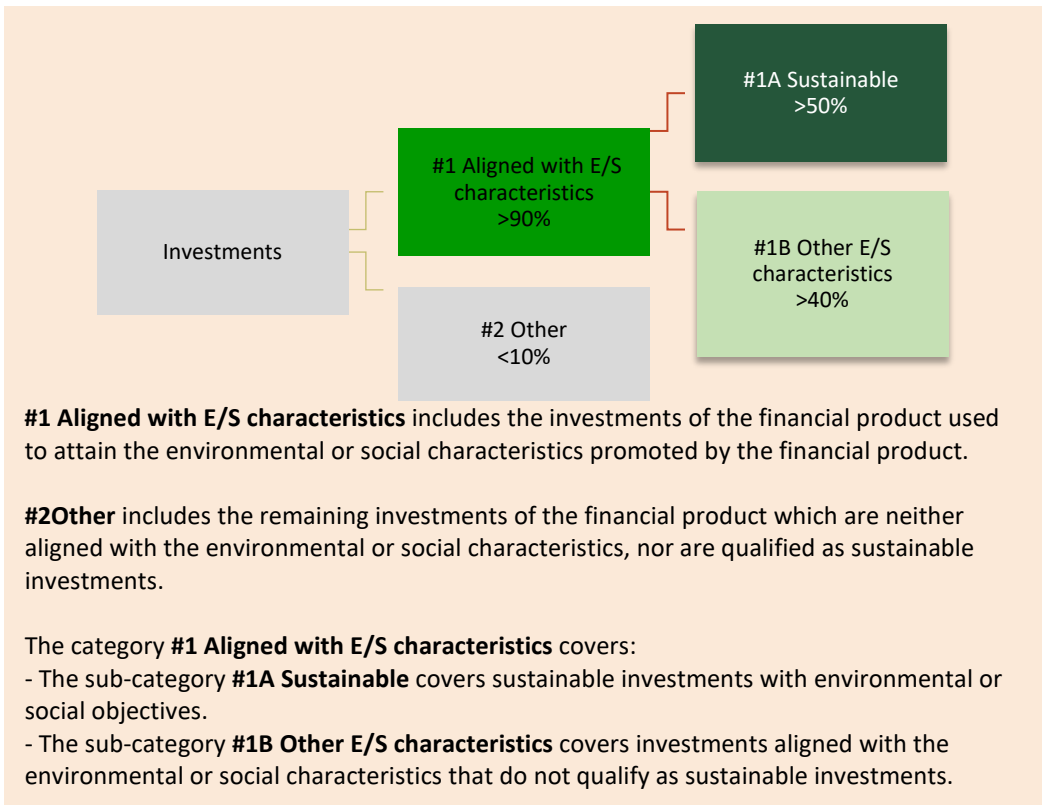 #1A Sustainable
>50%
#1 Aligned with E/S
characteristics
>90%
Investments
#1B Other E/S
characteristics
>40%
#2 Other
<10%
#1 Aligned with E/S characteristics includes the investments of the financial product used
to attain the environmental or social characteristics promoted by the financial product.
#2Other includes the remaining investments of the financial product which are neither
aligned with the environmental or social characteristics, nor are qualified as sustainable
investments.
The category #1 Aligned with E/S characteristics covers:
- The sub-category #1A Sustainable covers sustainable investments with environmental or
social objectives.
- The sub-category #1B Other E/S characteristics covers investments aligned with the
environmental or social characteristics that do not qualify as sustainable investments.